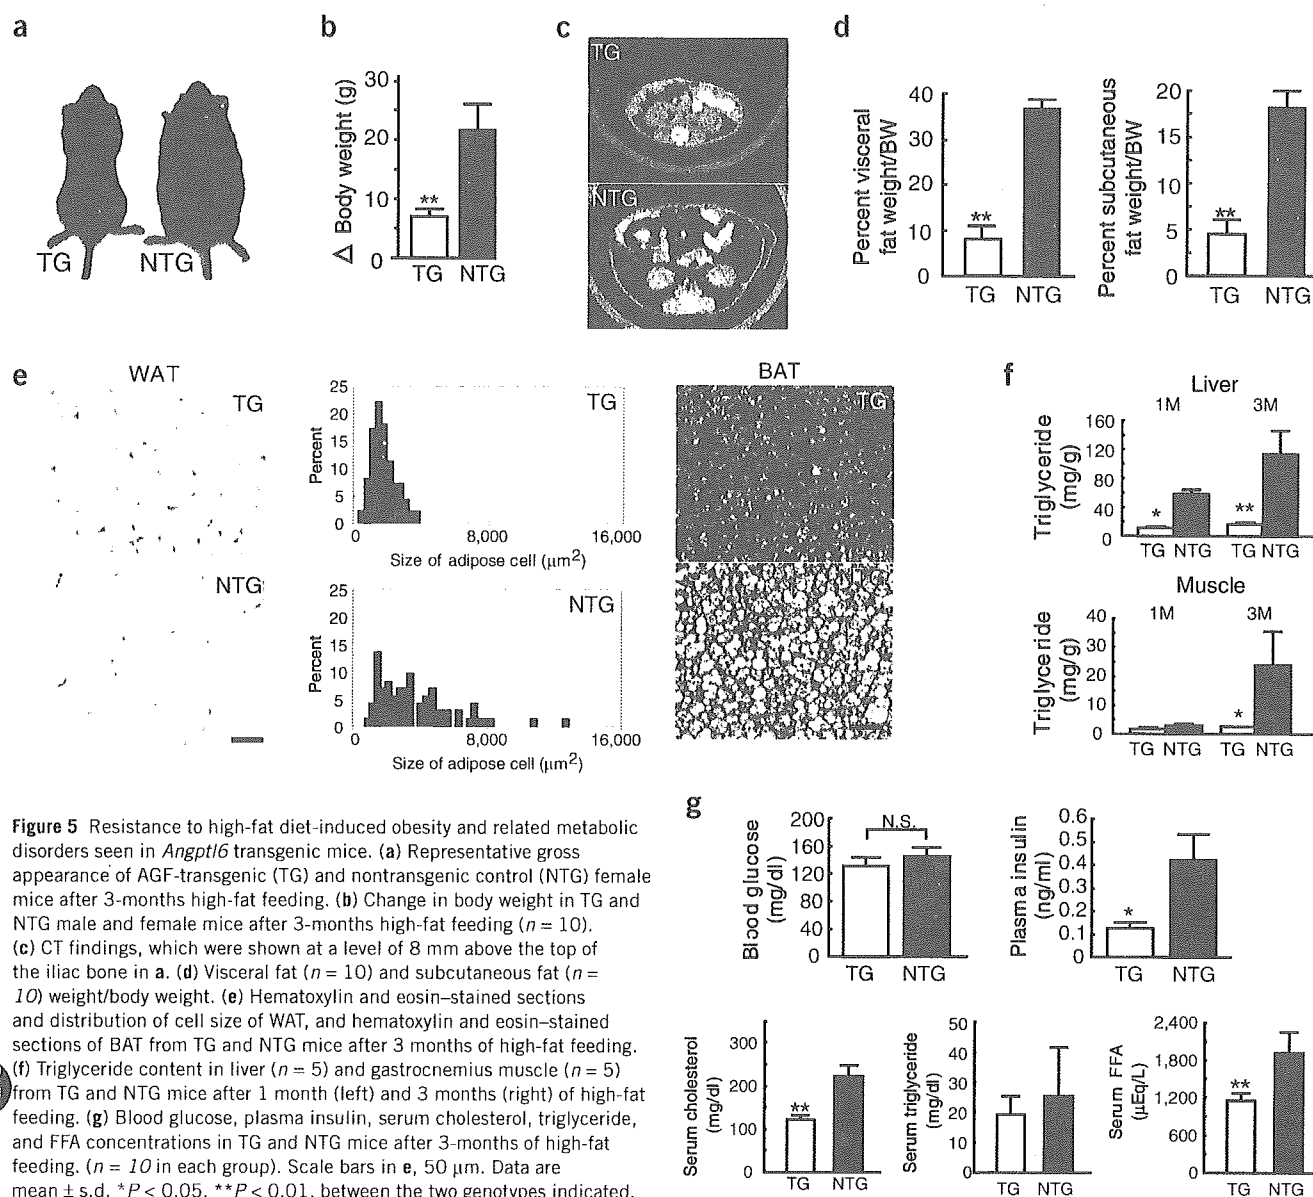 a
b
c
d
TG
NTG
Δ Body weight (g)
30
20
10
0
**
TG NTG
TG
NTG
Percent visceral
fat weight/BW
40
30
20
10
0
**
TG NTG
Percent subcutaneous
fat weight/BW
20
15
10
5
0
**
TG NTG
e
WAT
TG
NTG
Percent
25
20
15
10
5
0
TG
0 8,000 16,000
Size of adipose cell (μm2)
Percent
25
20
15
10
5
0
NTG
0 8,000 16,000
Size of adipose cell (μm2)
BAT
TG
f
Liver
1M 3M
Triglyceride
(mg/g)
160
120
80
40
0
* **
TG NTG TG NTG
Muscle
1M 3M
Triglyceride
(mg/g)
40
30
20
10
0
*
TG NTG TG NTG
g
Blood glucose
(mg/dl)
200
160
120
80
40
0
N.S.
TG NTG
Plasma insulin
(ng/ml)
0.6
0.5
0.4
0.3
0.2
0.1
0
*
TG NTG
Serum cholesterol
(mg/dl)
300
200
100
0
**
TG NTG
Serum triglyceride
(mg/dl)
50
40
30
20
10
0
TG NTG
Serum FFA
(μEq/L)
2,400
1,800
1,200
600
0
**
TG NTG
Figure 5 Resistance to high-fat diet-induced obesity and related metabolic
disorders seen in Angptl6 transgenic mice. (a) Representative gross
appearance of AGF-transgenic (TG) and nontransgenic control (NTG) female
mice after 3-months high-fat feeding. (b) Change in body weight in TG and
NTG male and female mice after 3-months high-fat feeding (n = 10).
(c) CT findings, which were shown at a level of 8 mm above the top of
the iliac bone in a. (d) Visceral fat (n = 10) and subcutaneous fat (n =
10) weight/body weight. (e) Hematoxylin and eosin–stained sections
and distribution of cell size of WAT, and hematoxylin and eosin–stained
sections of BAT from TG and NTG mice after 3 months of high-fat feeding.
(f) Triglyceride content in liver (n = 5) and gastrocnemius muscle (n = 5)
from TG and NTG mice after 1 month (left) and 3 months (right) of high-fat
feeding. (g) Blood glucose, plasma insulin, serum cholesterol, triglyceride,
and FFA concentrations in TG and NTG mice after 3-months of high-fat
feeding. (n = 10 in each group). Scale bars in e, 50 μm. Data are
mean ± s.d. *P < 0.05, **P < 0.01, between the two genotypes indicated.